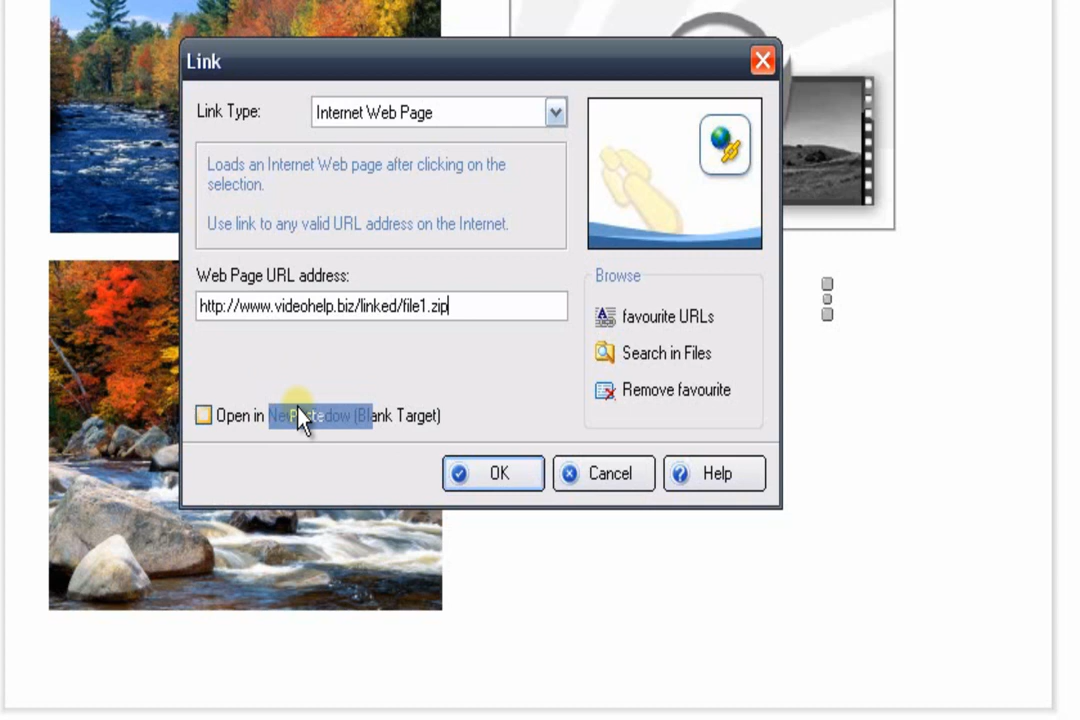 Link
Link Type:
Internet Web Page
Loads an Internet Web page after clicking on the
selection.
Use link to any valid URL address on the Internet.
Web Page URL address:
http://www.videohelp.biz/linked/file1.zip
Browse
favourite URLs
Search in Files
Remove favourite
Open in (Blank Target)
OK
Cancel
Help